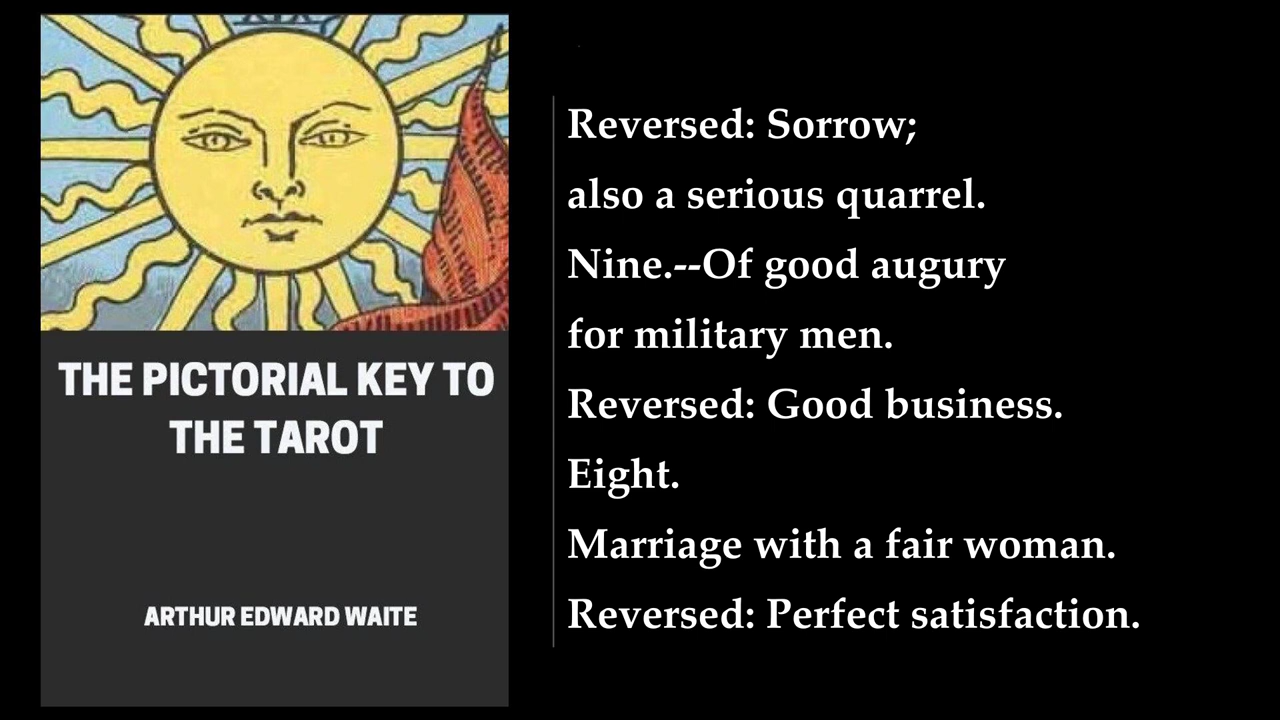 XIX
THE PICTORIAL KEY TO
THE TAROT
ARTHUR EDWARD WAITE
Reversed: Sorrow;
also a serious quarrel.
Nine.--Of good augury
for military men.
Reversed: Good business.
Eight.
Marriage with a fair woman.
Reversed: Perfect satisfaction.